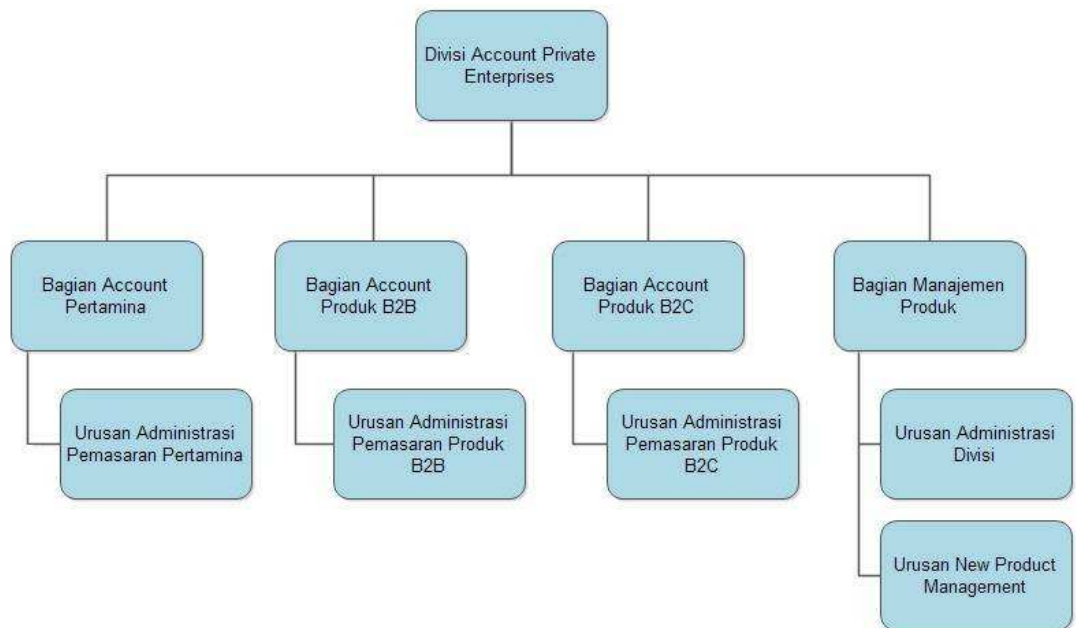 Divisi Account Private
Enterprises
Bagian Account
Pertamina
Bagian Account
Produk B2B
Bagian Account
Produk B2C
Bagian Manajemen
Produk
Urusan Administrasi
Pemasaran Pertamina
Urusan Administrasi
Pemasaran Produk
B2B
Urusan Administrasi
Pemasaran Produk
B2C
Urusan Administrasi
Divisi
Urusan New Product
Management